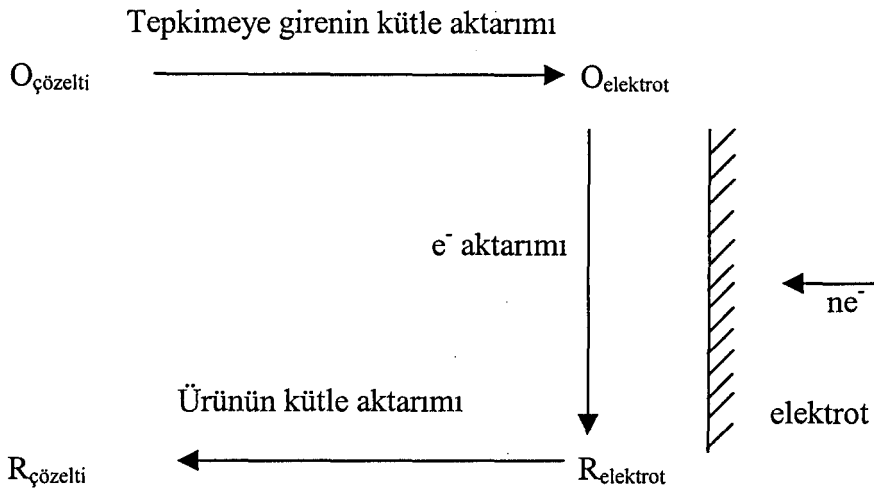 Tepkimeye girenin kütle aktarımı
Oçözelti Oelektrot
e⁻ aktarımı
ne⁻
Ürünün kütle aktarımı
elektrot
Rçözelti Relektrot